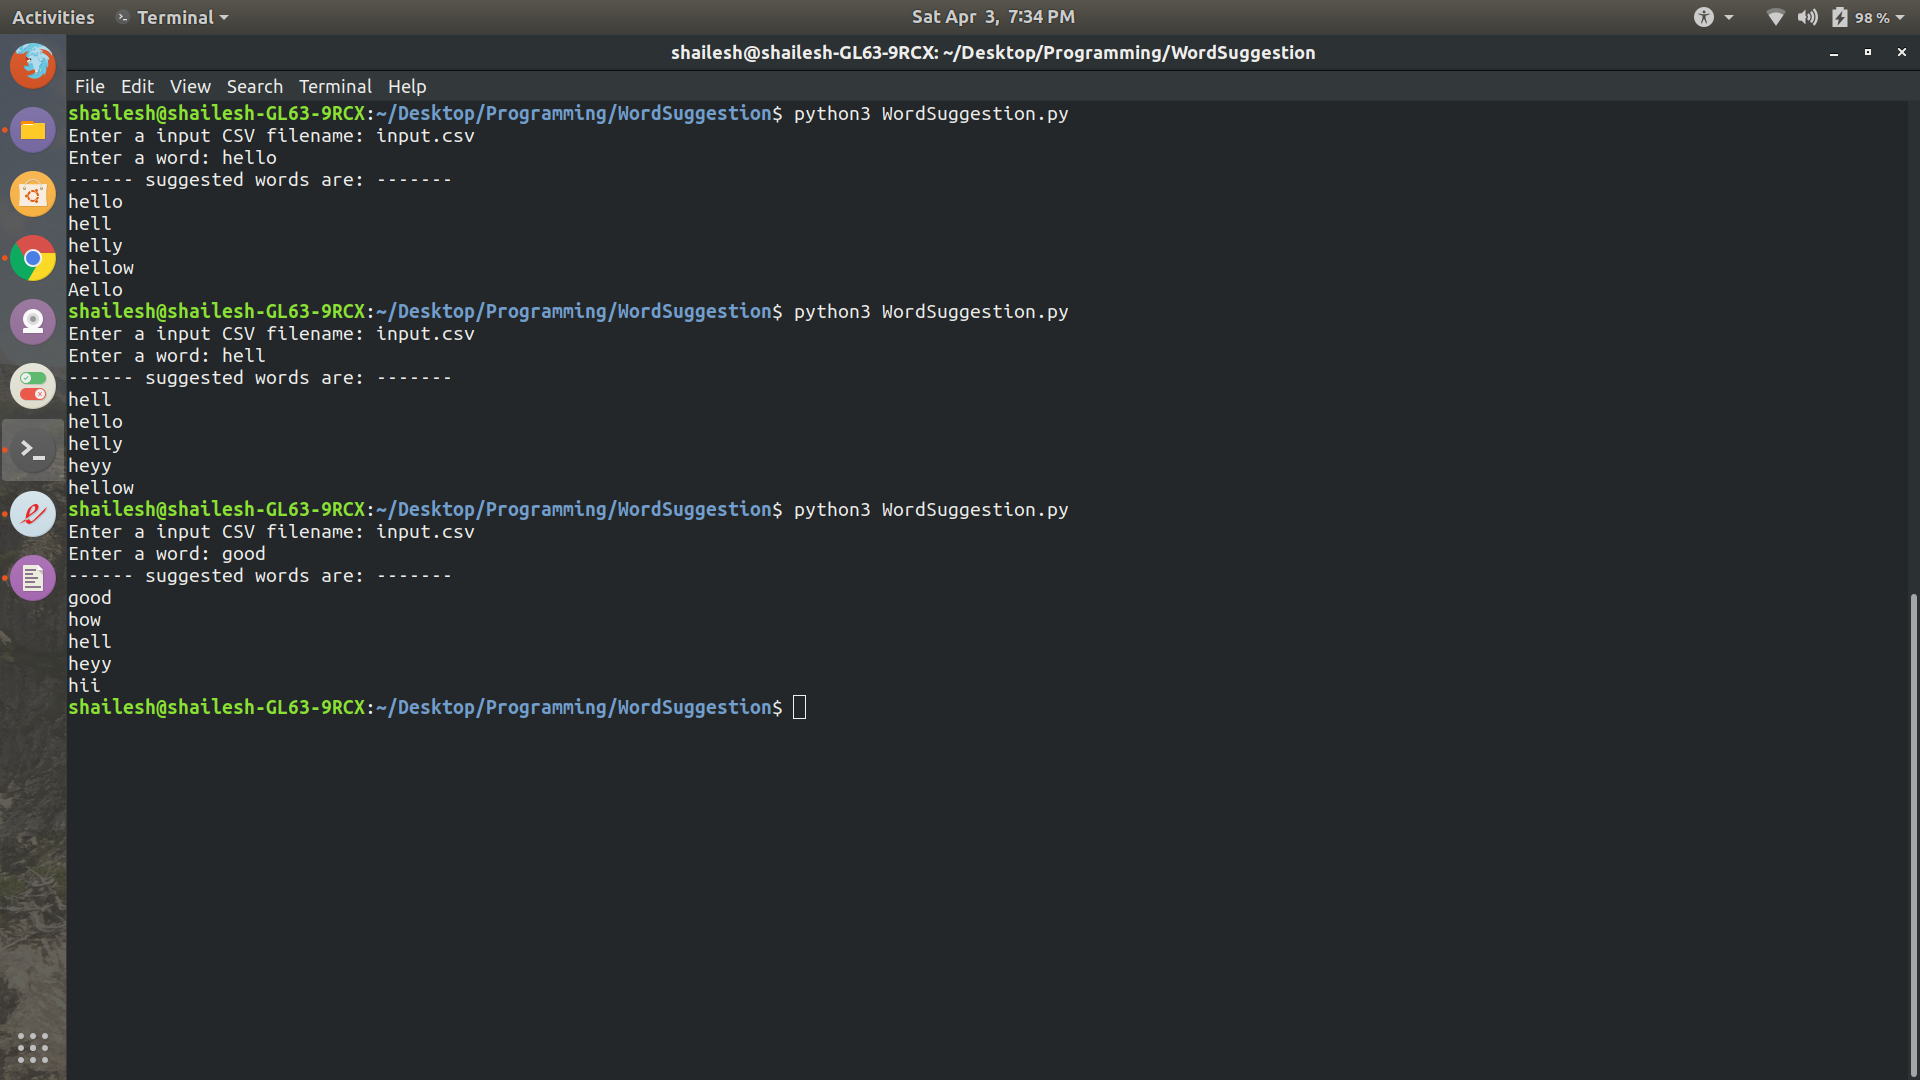 Activities Terminal Sat Apr 3, 7:34 PM 98 %
shailesh@shailesh-GL63-9RCX: ~/Desktop/Programming/WordSuggestion
File Edit View Search Terminal Help
shailesh@shailesh-GL63-9RCX:~/Desktop/Programming/WordSuggestion$ python3 WordSuggestion.py
Enter a input CSV filename: input.csv
Enter a word: hello
------ suggested words are: -------
hello
hell
helly
hellow
Aello
shailesh@shailesh-GL63-9RCX:~/Desktop/Programming/WordSuggestion$ python3 WordSuggestion.py
Enter a input CSV filename: input.csv
Enter a word: hell
------ suggested words are: -------
hell
hello
helly
heyy
hellow
shailesh@shailesh-GL63-9RCX:~/Desktop/Programming/WordSuggestion$ python3 WordSuggestion.py
Enter a input CSV filename: input.csv
Enter a word: good
------ suggested words are: -------
good
how
hell
heyy
hii
shailesh@shailesh-GL63-9RCX:~/Desktop/Programming/WordSuggestion$